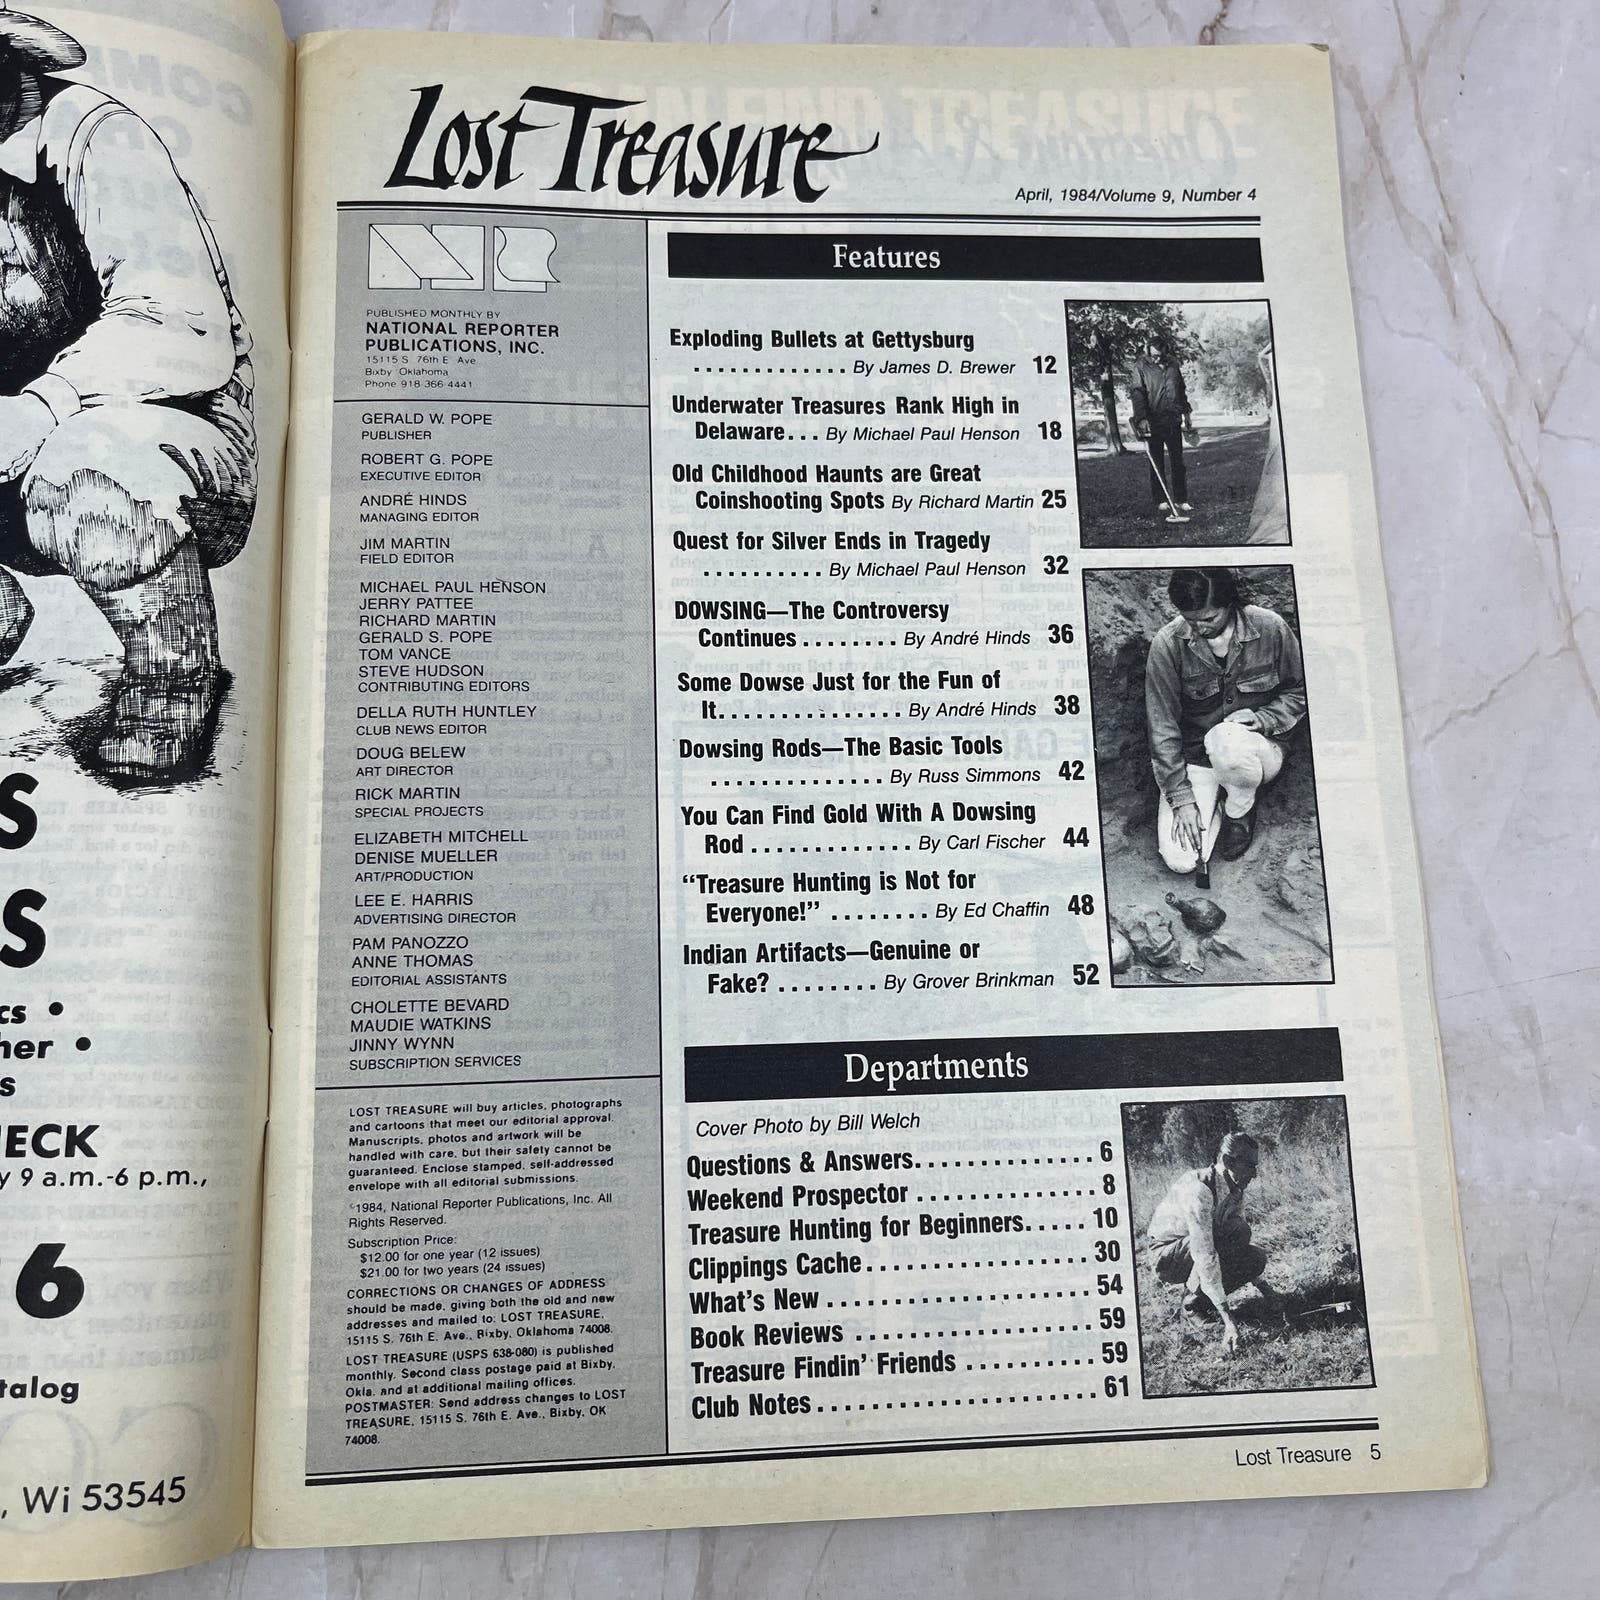 S
S
cs •
her •
s
HECK
y 9 a.m.-6 p.m.,
6
talog
, Wi 53545
Lost Treasure
April, 1984/Volume 9, Number 4
NR
PUBLISHED MONTHLY BY
NATIONAL REPORTER
PUBLICATIONS, INC.
15115 S. 76th E. Ave.
Bixby Oklahoma
Phone 918 366-4441
GERALD W. POPE
PUBLISHER
ROBERT G. POPE
EXECUTIVE EDITOR
ANDRÉ HINDS
MANAGING EDITOR
JIM MARTIN
FIELD EDITOR
MICHAEL PAUL HENSON
JERRY PATTEE
RICHARD MARTIN
GERALD S. POPE
TOM VANCE
STEVE HUDSON
CONTRIBUTING EDITORS
DELLA RUTH HUNTLEY
CLUB NEWS EDITOR
DOUG BELEW
ART DIRECTOR
RICK MARTIN
SPECIAL PROJECTS
ELIZABETH MITCHELL
DENISE MUELLER
ART/PRODUCTION
LEE E. HARRIS
ADVERTISING DIRECTOR
PAM PANOZZO
ANNE THOMAS
EDITORIAL ASSISTANTS
CHOLETTE BEVARD
MAUDIE WATKINS
JINNY WYNN
SUBSCRIPTION SERVICES
LOST TREASURE will buy articles, photographs
and cartoons that meet our editorial approval.
Manuscripts, photos and artwork will be
handled with care, but their safety cannot be
guaranteed. Enclose stamped, self-addressed
envelope with all editorial submissions.
©1984, National Reporter Publications, Inc. All
Rights Reserved.
Subscription Price:
$12.00 for one year (12 issues)
$21.00 for two years (24 issues)
CORRECTIONS OR CHANGES OF ADDRESS
should be made, giving both the old and new
addresses and mailed to: LOST TREASURE,
15115 S. 76th E. Ave., Bixby, Oklahoma 74008.
LOST TREASURE (USPS 638-080) is published
monthly. Second class postage paid at Bixby,
Okla. and at additional mailing offices.
POSTMASTER: Send address changes to LOST
TREASURE, 15115 S. 76th E. Ave., Bixby, OK
74008.
Features
Exploding Bullets at Gettysburg
. . . . . . . . . . . . . By James D. Brewer 12
Underwater Treasures Rank High in
Delaware. . . By Michael Paul Henson 18
Old Childhood Haunts are Great
Coinshooting Spots By Richard Martin 25
Quest for Silver Ends in Tragedy
. . . . . . . . . . By Michael Paul Henson 32
DOWSING—The Controversy
Continues . . . . . . . . By André Hinds 36
Some Dowse Just for the Fun of
It. . . . . . . . . . . . . . . By André Hinds 38
Dowsing Rods—The Basic Tools
. . . . . . . . . . . . . . By Russ Simmons 42
You Can Find Gold With A Dowsing
Rod . . . . . . . . . . . . . By Carl Fischer 44
“Treasure Hunting is Not for
Everyone!” . . . . . . . . By Ed Chaffin 48
Indian Artifacts—Genuine or
Fake? . . . . . . . . By Grover Brinkman 52
Departments
Cover Photo by Bill Welch
Questions & Answers. . . . . . . . . . . . . . 6
Weekend Prospector . . . . . . . . . . . . . . 8
Treasure Hunting for Beginners. . . . . 10
Clippings Cache . . . . . . . . . . . . . . . . . 30
What's New . . . . . . . . . . . . . . . . . . . . 54
Book Reviews . . . . . . . . . . . . . . . . . . 59
Treasure Findin' Friends . . . . . . . . . . 59
Club Notes . . . . . . . . . . . . . . . . . . . . . 61
Lost Treasure 5